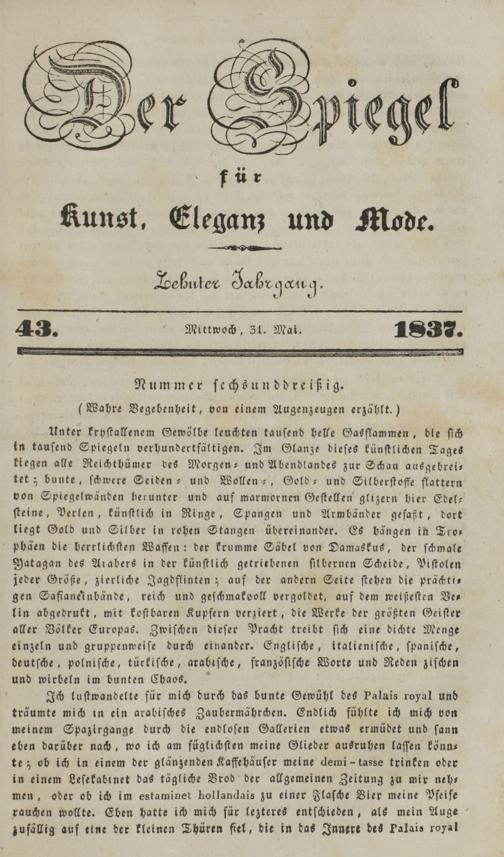 Der Spiegel
für
Kunst, Eleganz und Mode.
Zehnter Jahrgang.
43. Mittwoch, 31. Mai. 1837.
Nummer sechsunddreißig.
(Wahre Begebenheit, von einem Augenzeugen erzählt.)
Unter krystallenem Gewölbe leuchten tausend helle Gasflammen, die sich
in tausend Spiegeln verhundertfältigen. Im Glanze dieses künstlichen Tages
liegen alle Reichthümer des Morgen- und Abendlandes zur Schau ausgebrei-
tet; bunte, schwere Seiden- und Wollen-, Gold- und Silberstoffe flattern
von Spiegelwänden herunter und auf marmornen Gestellen glizern hier Edel-
steine, Perlen, künstlich in Ringe, Spangen und Armbänder gefaßt, dort
liegt Gold und Silber in rohen Stangen übereinander. Es hängen in Tro-
phäen die herrlichsten Waffen: der krumme Säbel von Damaskus, der schmale
Yatagan des Arabers in der künstlich getriebenen silbernen Scheide, Pistolen
jeder Größe, zierliche Jagdflinten; auf der andern Seite stehen die prächti-
gen Safianeinbände, reich und geschmakvoll vergoldet, auf dem weißesten Ve-
lin abgedrukt, mit kostbaren Kupfern verziert, die Werke der größten Geister
aller Völker Europas. Zwischen dieser Pracht treibt sich eine dichte Menge
einzeln und gruppenweise durch einander. Englische, italienische, spanische,
deutsche, polnische, türkische, arabische, französische Worte und Reden zischen
und wirbeln im bunten Chaos.
Ich lustwandelte für mich durch das bunte Gewühl des Palais royal und
träumte mich in ein arabisches Zaubermährchen. Endlich fühlte ich mich von
meinem Spazirgange durch die endlosen Gallerien etwas ermüdet und sann
eben darüber nach, wo ich am füglichsten meine Glieder ausruhen lassen könn-
te; ob ich in einem der glänzenden Kaffehäuser meine demi-tasse trinken oder
in einem Lesekabinet das tägliche Brod der allgemeinen Zeitung zu mir neh-
men, oder ob ich im estaminet hollandais zu einer Flasche Bier meine Pfeife
rauchen wollte. Eben hatte ich mich für lezteres entschieden, als mein Auge
zufällig auf eine der kleinen Thüren fiel, die in das Innere des Palais royal